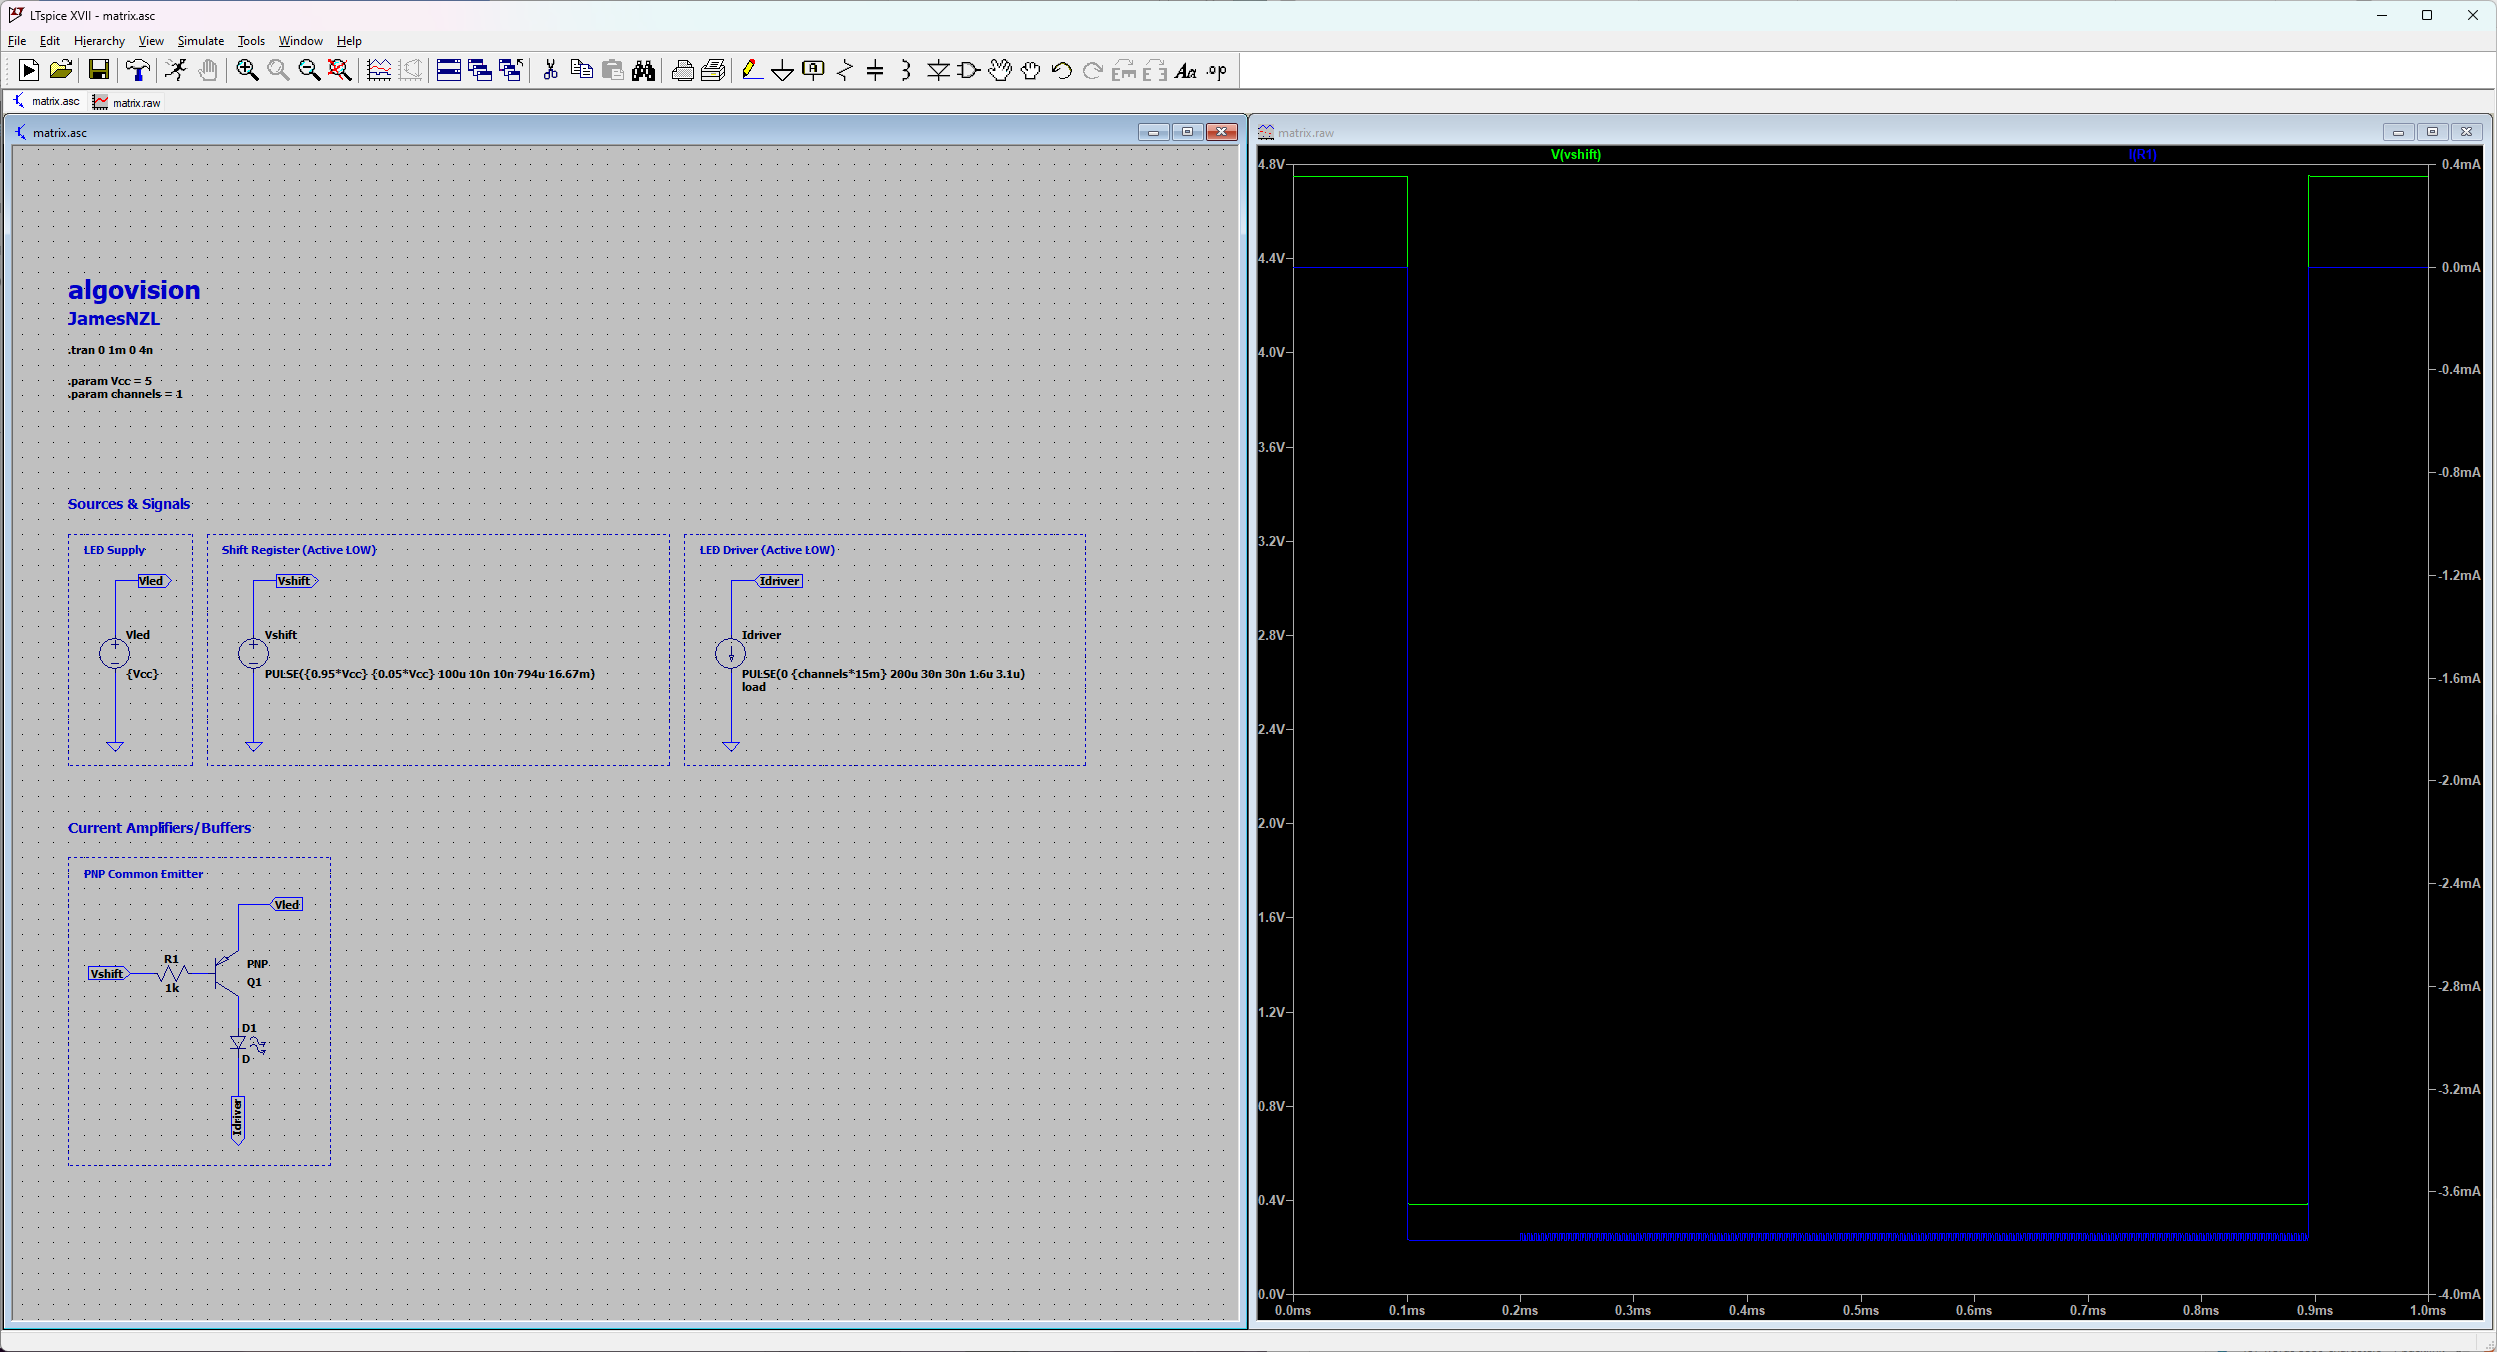 LTspice XVII - matrix.asc
File Edit Hierarchy View Simulate Tools Window Help
A Aa .op
matrix.asc matrix.raw
matrix.asc
algovision
JamesNZL
.tran 0 1m 0 4n
.param Vcc = 5
.param channels = 1
Sources & Signals
LED Supply
Vled
Vled
{Vcc}
Shift Register (Active LOW)
Vshift
Vshift
PULSE({0.95*Vcc} {0.05*Vcc} 100u 10n 10n 794u 16.67m)
LED Driver (Active LOW)
Idriver
Idriver
PULSE(0 {channels*15m} 200u 30n 30n 1.6u 3.1u)
load
Current Amplifiers/Buffers
PNP Common Emitter
Vled
Vshift
R1
1k
PNP
Q1
D1
D
Idriver
matrix.raw
V(vshift) I(R1)
4.8V
4.4V
4.0V
3.6V
3.2V
2.8V
2.4V
2.0V
1.6V
1.2V
0.8V
0.4V
0.0V
0.4mA
0.0mA
-0.4mA
-0.8mA
-1.2mA
-1.6mA
-2.0mA
-2.4mA
-2.8mA
-3.2mA
-3.6mA
-4.0mA
0.0ms 0.1ms 0.2ms 0.3ms 0.4ms 0.5ms 0.6ms 0.7ms 0.8ms 0.9ms 1.0ms